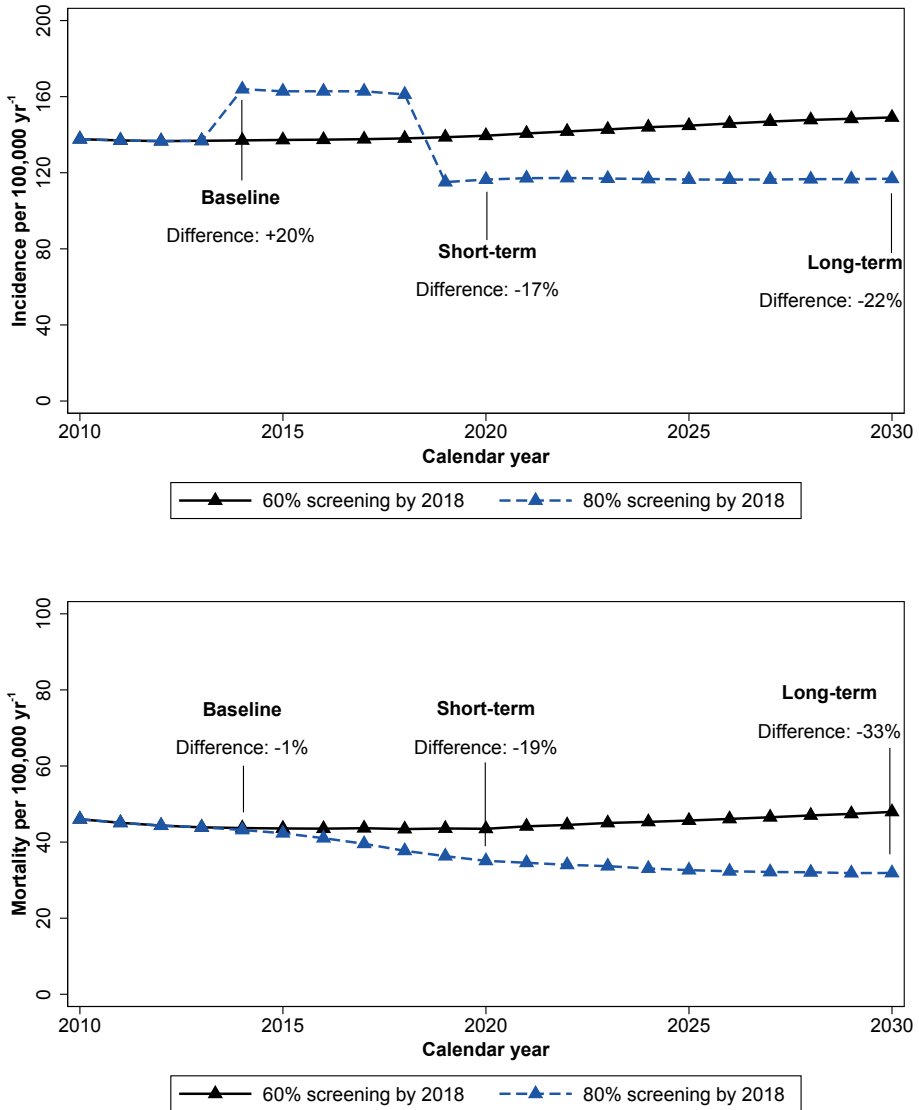 Incidence per 100,000 yr-1
200
160
120
80
40
0
Baseline
Difference: +20%
Short-term
Difference: -17%
Long-term
Difference: -22%
2010
2015
2020
2025
2030
Calendar year
60% screening by 2018
80% screening by 2018
Mortality per 100,000 yr-1
100
80
60
40
20
0
Baseline
Difference: -1%
Short-term
Difference: -19%
Long-term
Difference: -33%
2010
2015
2020
2025
2030
Calendar year
60% screening by 2018
80% screening by 2018